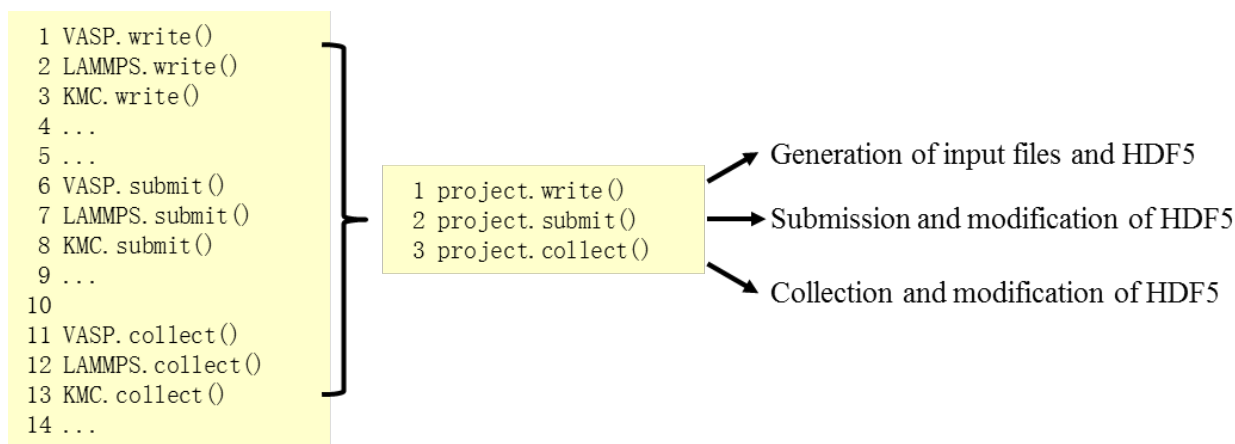 1 VASP.write()
2 LAMMPS.write()
3 KMC.write()
4 ...
5 ...
6 VASP.submit()
7 LAMMPS.submit()
8 KMC.submit()
9 ...
10
11 VASP.collect()
12 LAMMPS.collect()
13 KMC.collect()
14 ...
1 project.write()
2 project.submit()
3 project.collect()
Generation of input files and HDF5
Submission and modification of HDF5
Collection and modification of HDF5